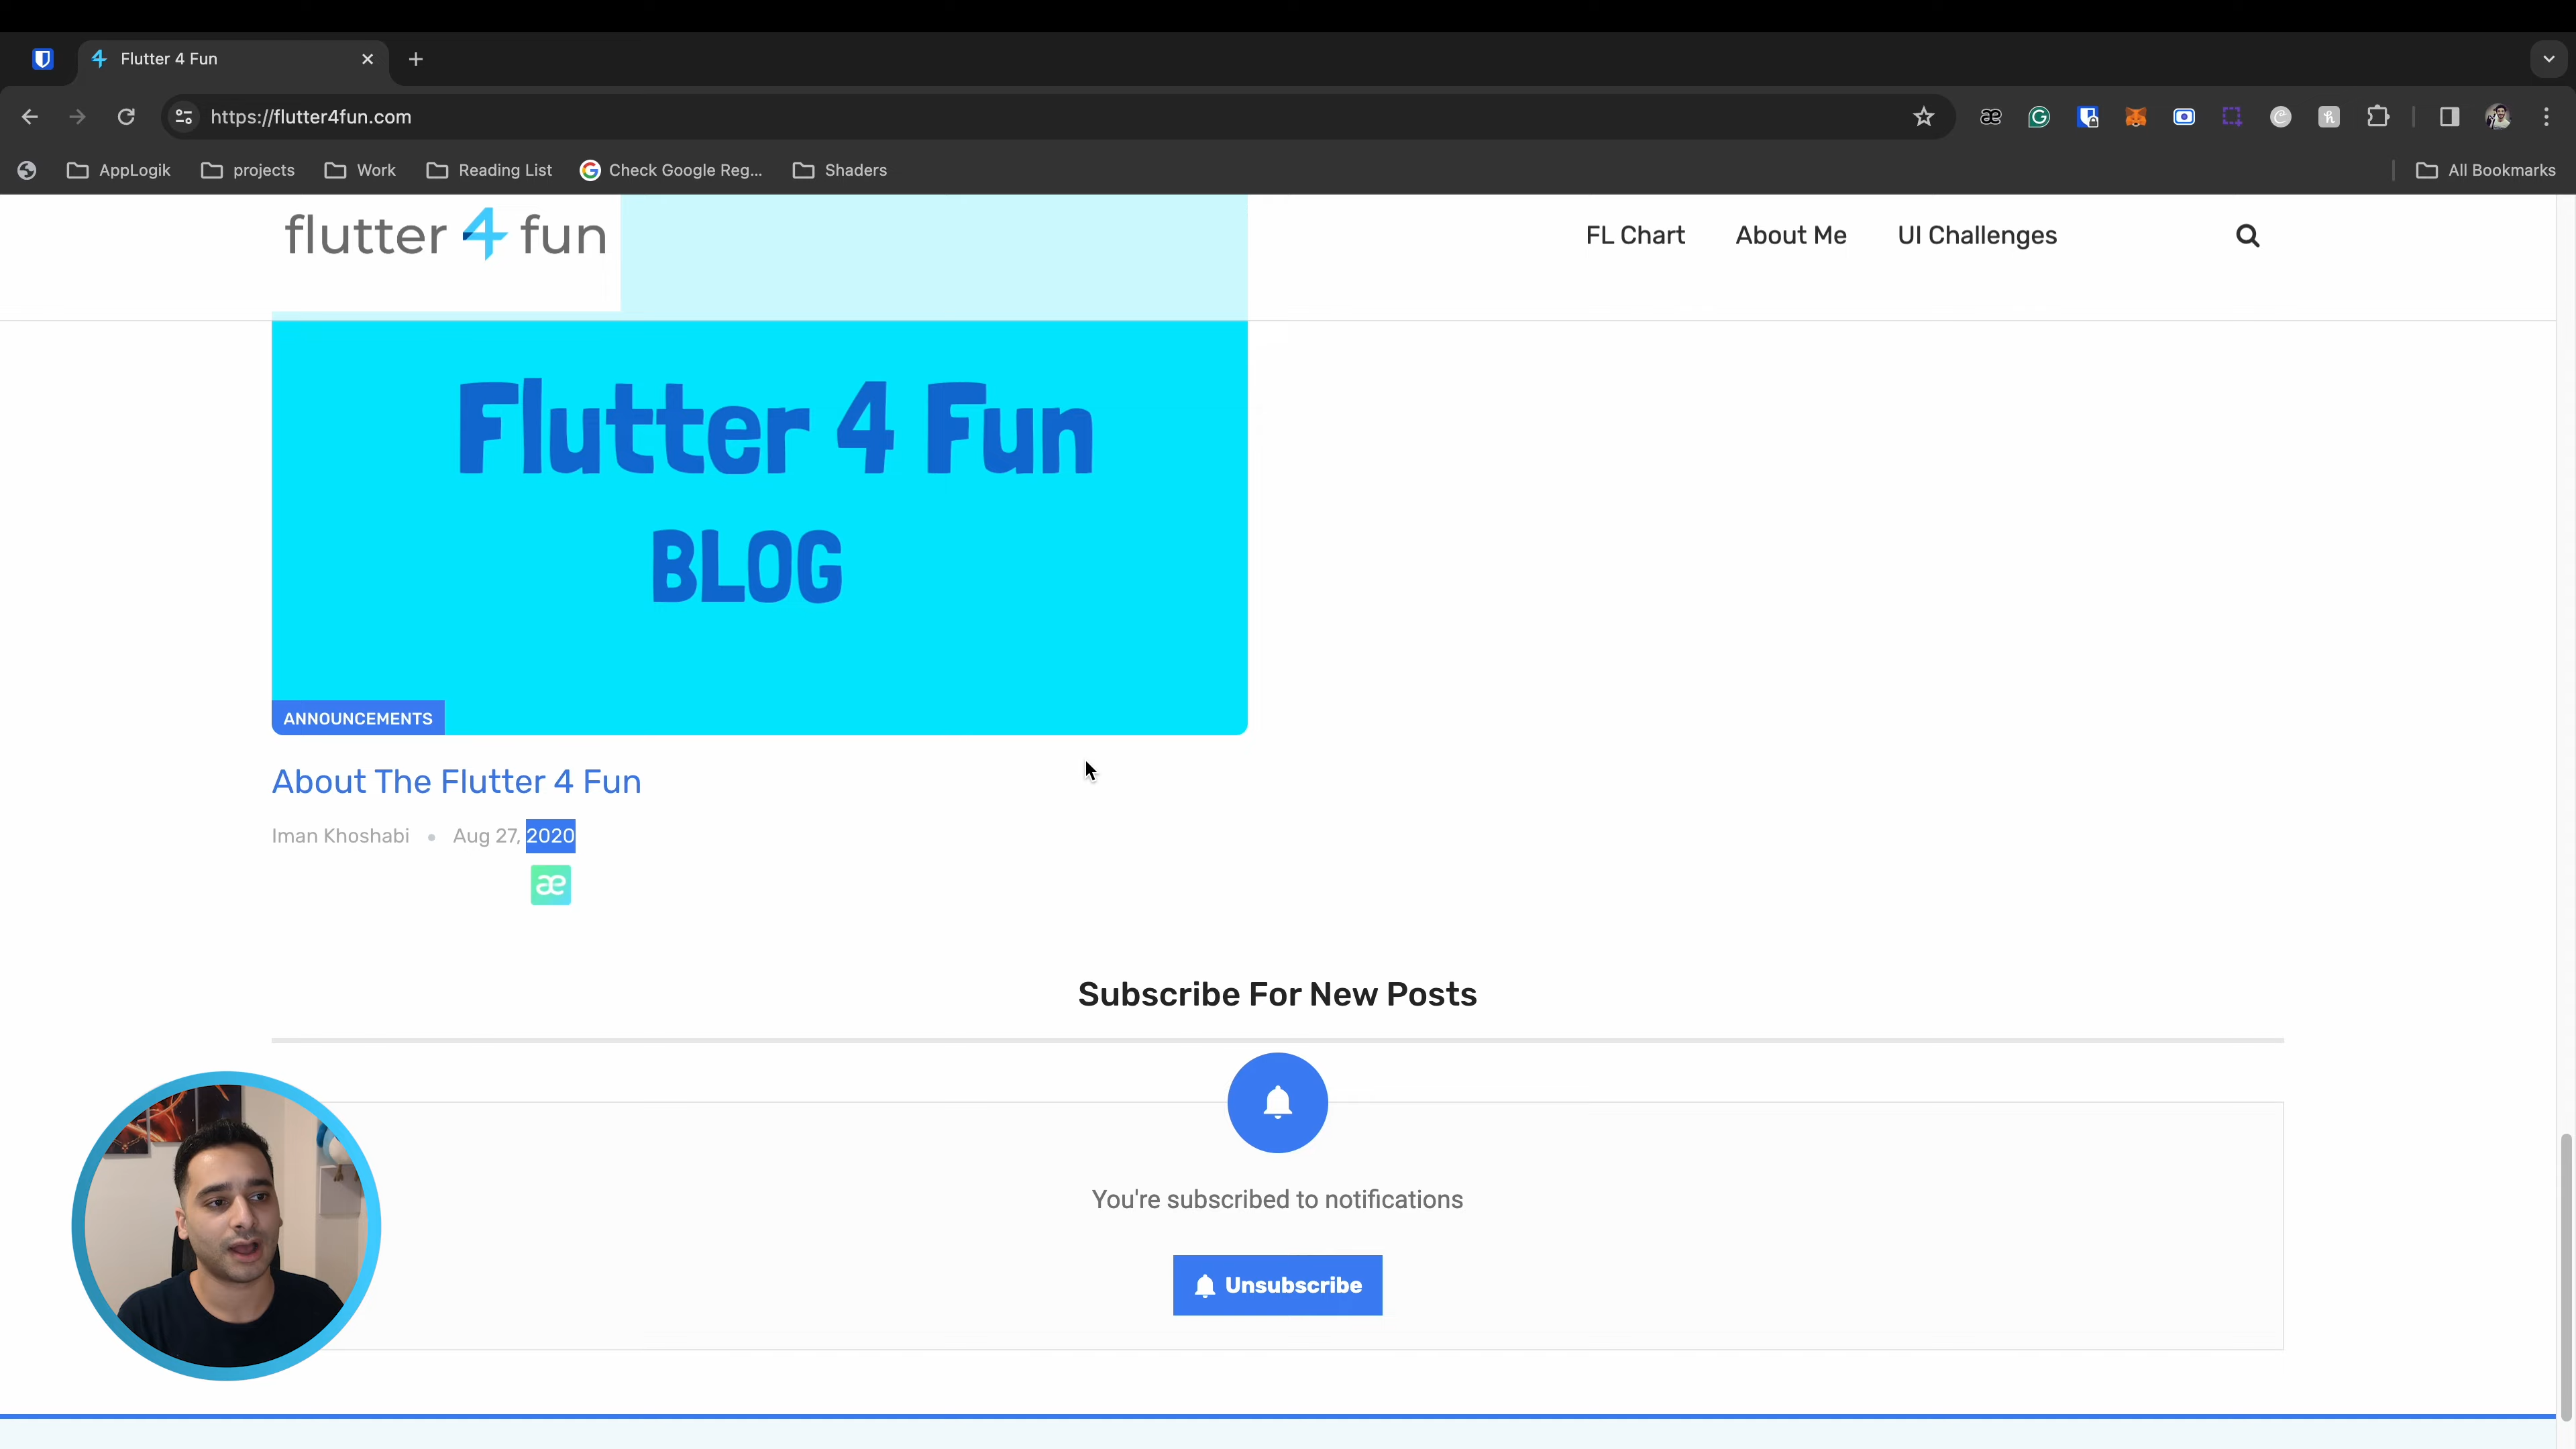 Flutter 4 Fun
https://flutter4fun.com
AppLogik projects Work Reading List Check Google Reg... Shaders All Bookmarks
flutter 4 fun FL Chart About Me UI Challenges
Flutter 4 Fun
BLOG
ANNOUNCEMENTS
About The Flutter 4 Fun
Iman Khoshabi • Aug 27, 2020
æ
Subscribe For New Posts
You're subscribed to notifications
Unsubscribe